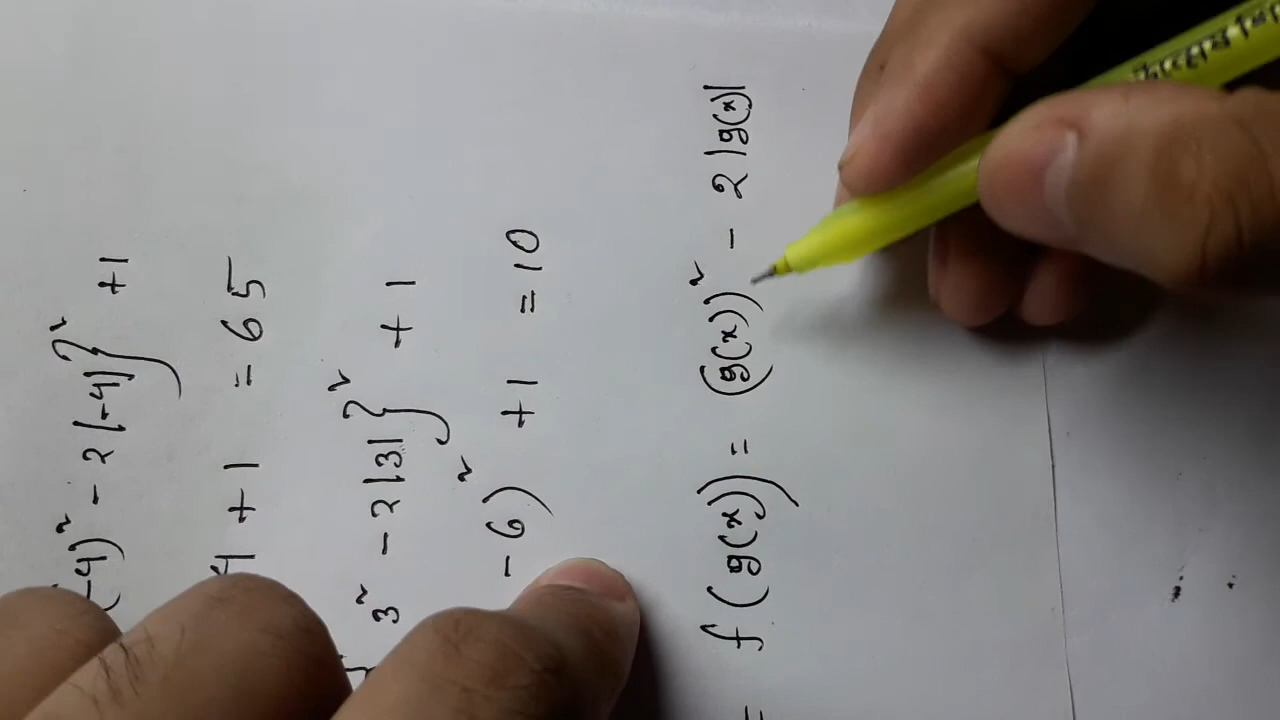 (-4)² - 2|-4|}² + 1
4 + 1 = 65
3² - 2|3|}² + 1
- 6)² + 1 = 10
= f(g(x)) = (g(x))² - 2|g(x)|